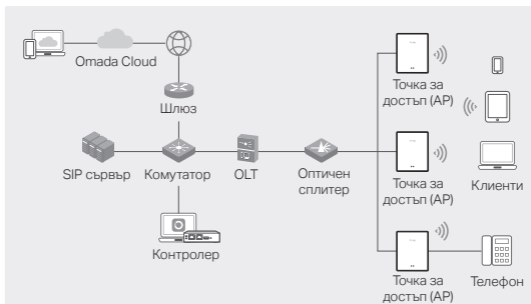 Omada Cloud
Шлюз
SIP сървър
Комутатор
OLT
Оптичен
сплитер
Контролер
Точка за
достъп (AP)
Точка за
достъп (AP)
Точка за
достъп (AP)
Клиенти
Телефон